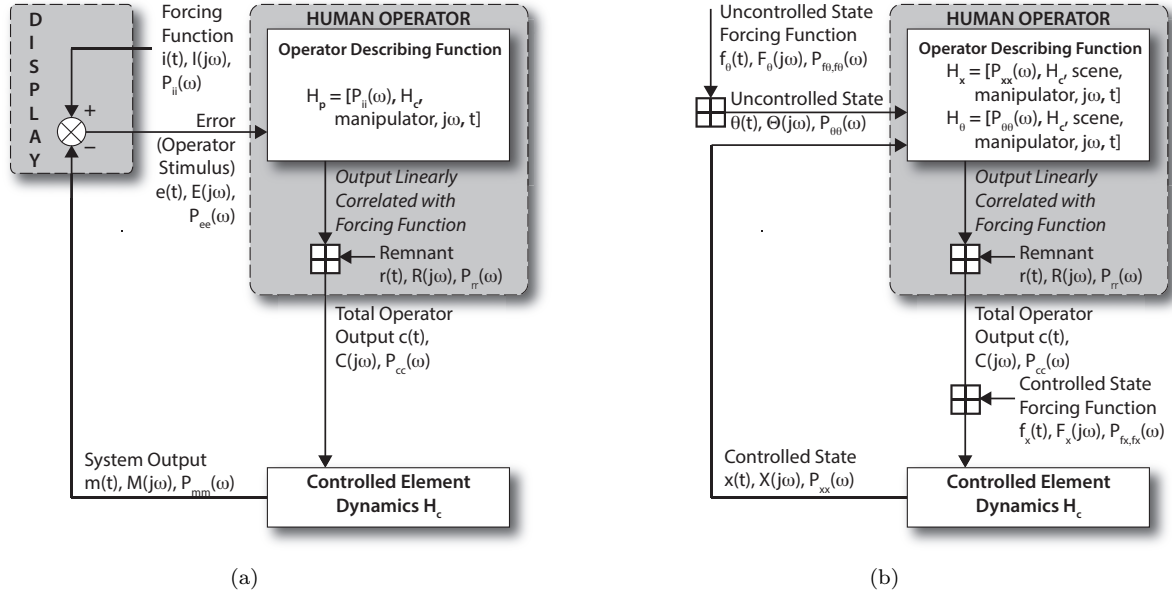 D
I
S
P
L
A
Y
Forcing
Function
i(t), I(jω),
P_ii(ω)
+
−
Error
(Operator
Stimulus)
e(t), E(jω),
P_ee(ω)
HUMAN OPERATOR
Operator Describing Function
H_p = [P_ii(ω), H_c,
manipulator, jω, t]
Output Linearly
Correlated with
Forcing Function
Remnant
r(t), R(jω), P_rr(ω)
Total Operator
Output c(t),
C(jω), P_cc(ω)
System Output
m(t), M(jω), P_mm(ω)
Controlled Element
Dynamics H_c
(a)
Uncontrolled State
Forcing Function
f_θ(t), F_θ(jω), P_fθ,fθ(ω)
Uncontrolled State
θ(t), Θ(jω), P_θθ(ω)
HUMAN OPERATOR
Operator Describing Function
H_x = [P_xx(ω), H_c, scene,
manipulator, jω, t]
H_θ = [P_θθ(ω), H_c, scene,
manipulator, jω, t]
Output Linearly
Correlated with
Forcing Function
Remnant
r(t), R(jω), P_rr(ω)
Total Operator
Output c(t),
C(jω), P_cc(ω)
Controlled State
Forcing Function
f_x(t), F_x(jω), P_fx,fx(ω)
Controlled State
x(t), X(jω), P_xx(ω)
Controlled Element
Dynamics H_c
(b)